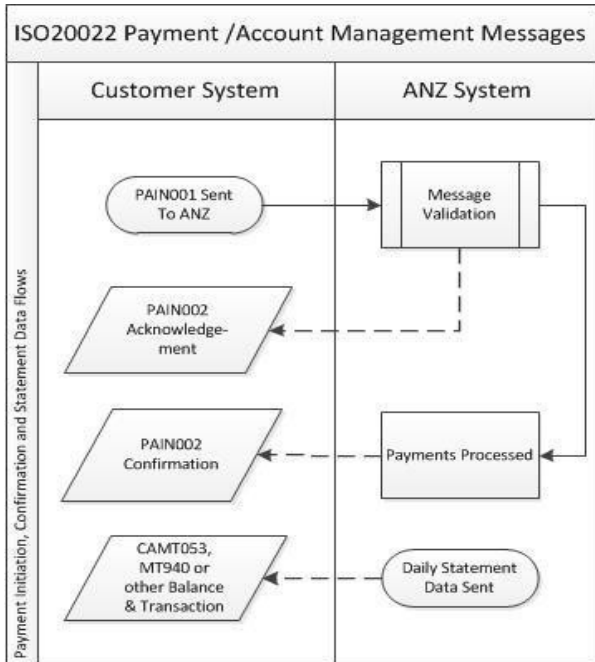 ISO20022 Payment /Account Management Messages
Customer System
ANZ System
Payment Initiation, Confirmation and Statement Data Flows
PAIN001 Sent
To ANZ
Message
Validation
PAIN002
Acknowledge-
ment
PAIN002
Confirmation
Payments Processed
CAMT053,
MT940 or
other Balance
& Transaction
Daily Statement
Data Sent